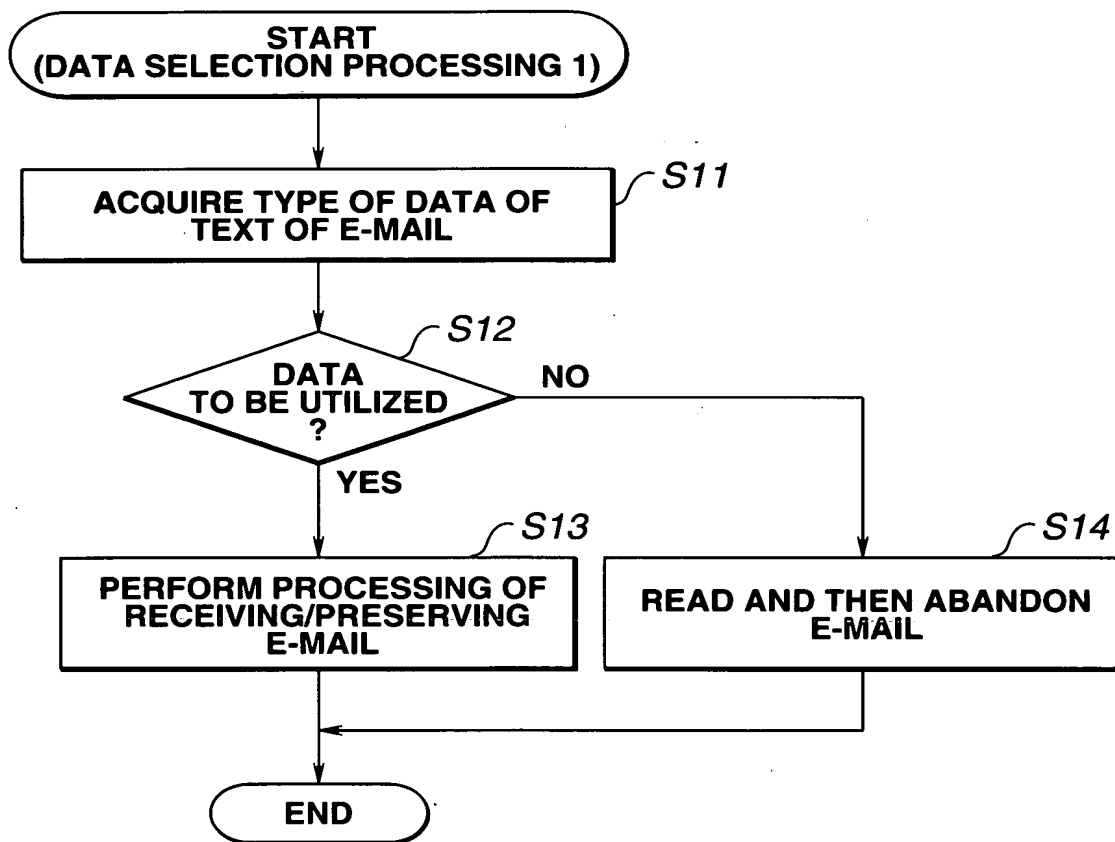 START
(DATA SELECTION PROCESSING 1)
S11
ACQUIRE TYPE OF DATA OF
TEXT OF E-MAIL
S12
DATA
TO BE UTILIZED
?
NO
YES
S13
PERFORM PROCESSING OF
RECEIVING/PRESERVING
E-MAIL
S14
READ AND THEN ABANDON
E-MAIL
END